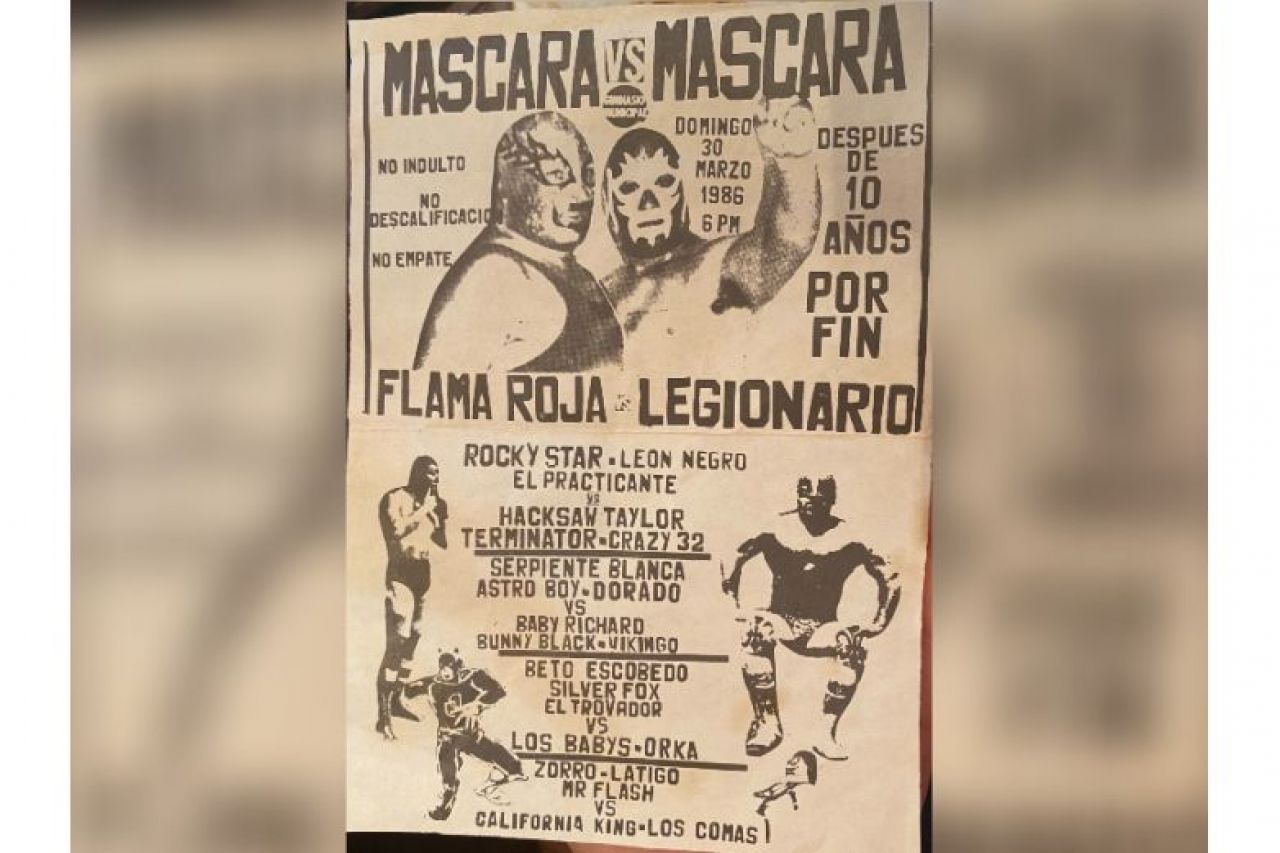 MASCARA VS MASCARA
GIMNASIO
MUNICIPAL
NO INDULTO
NO
DESCALIFICACIO
NO EMPATE
DOMINGO
30
MARZO
1986
6 PM
DESPUES
DE
10
AÑOS
POR
FIN
FLAMA ROJA VS LEGIONARIO
ROCKY STAR - LEON NEGRO
EL PRACTICANTE
VS
HACKSAW TAYLOR
TERMINATOR - CRAZY 32
SERPIENTE BLANCA
ASTRO BOY - DORADO
VS
BABY RICHARD
BUNNY BLACK - VIKINGO
BETO ESCOBEDO
SILVER FOX
EL TROVADOR
VS
LOS BABYS - ORKA
ZORRO - LATIGO
MR FLASH
VS
CALIFORNIA KING - LOS COMAS